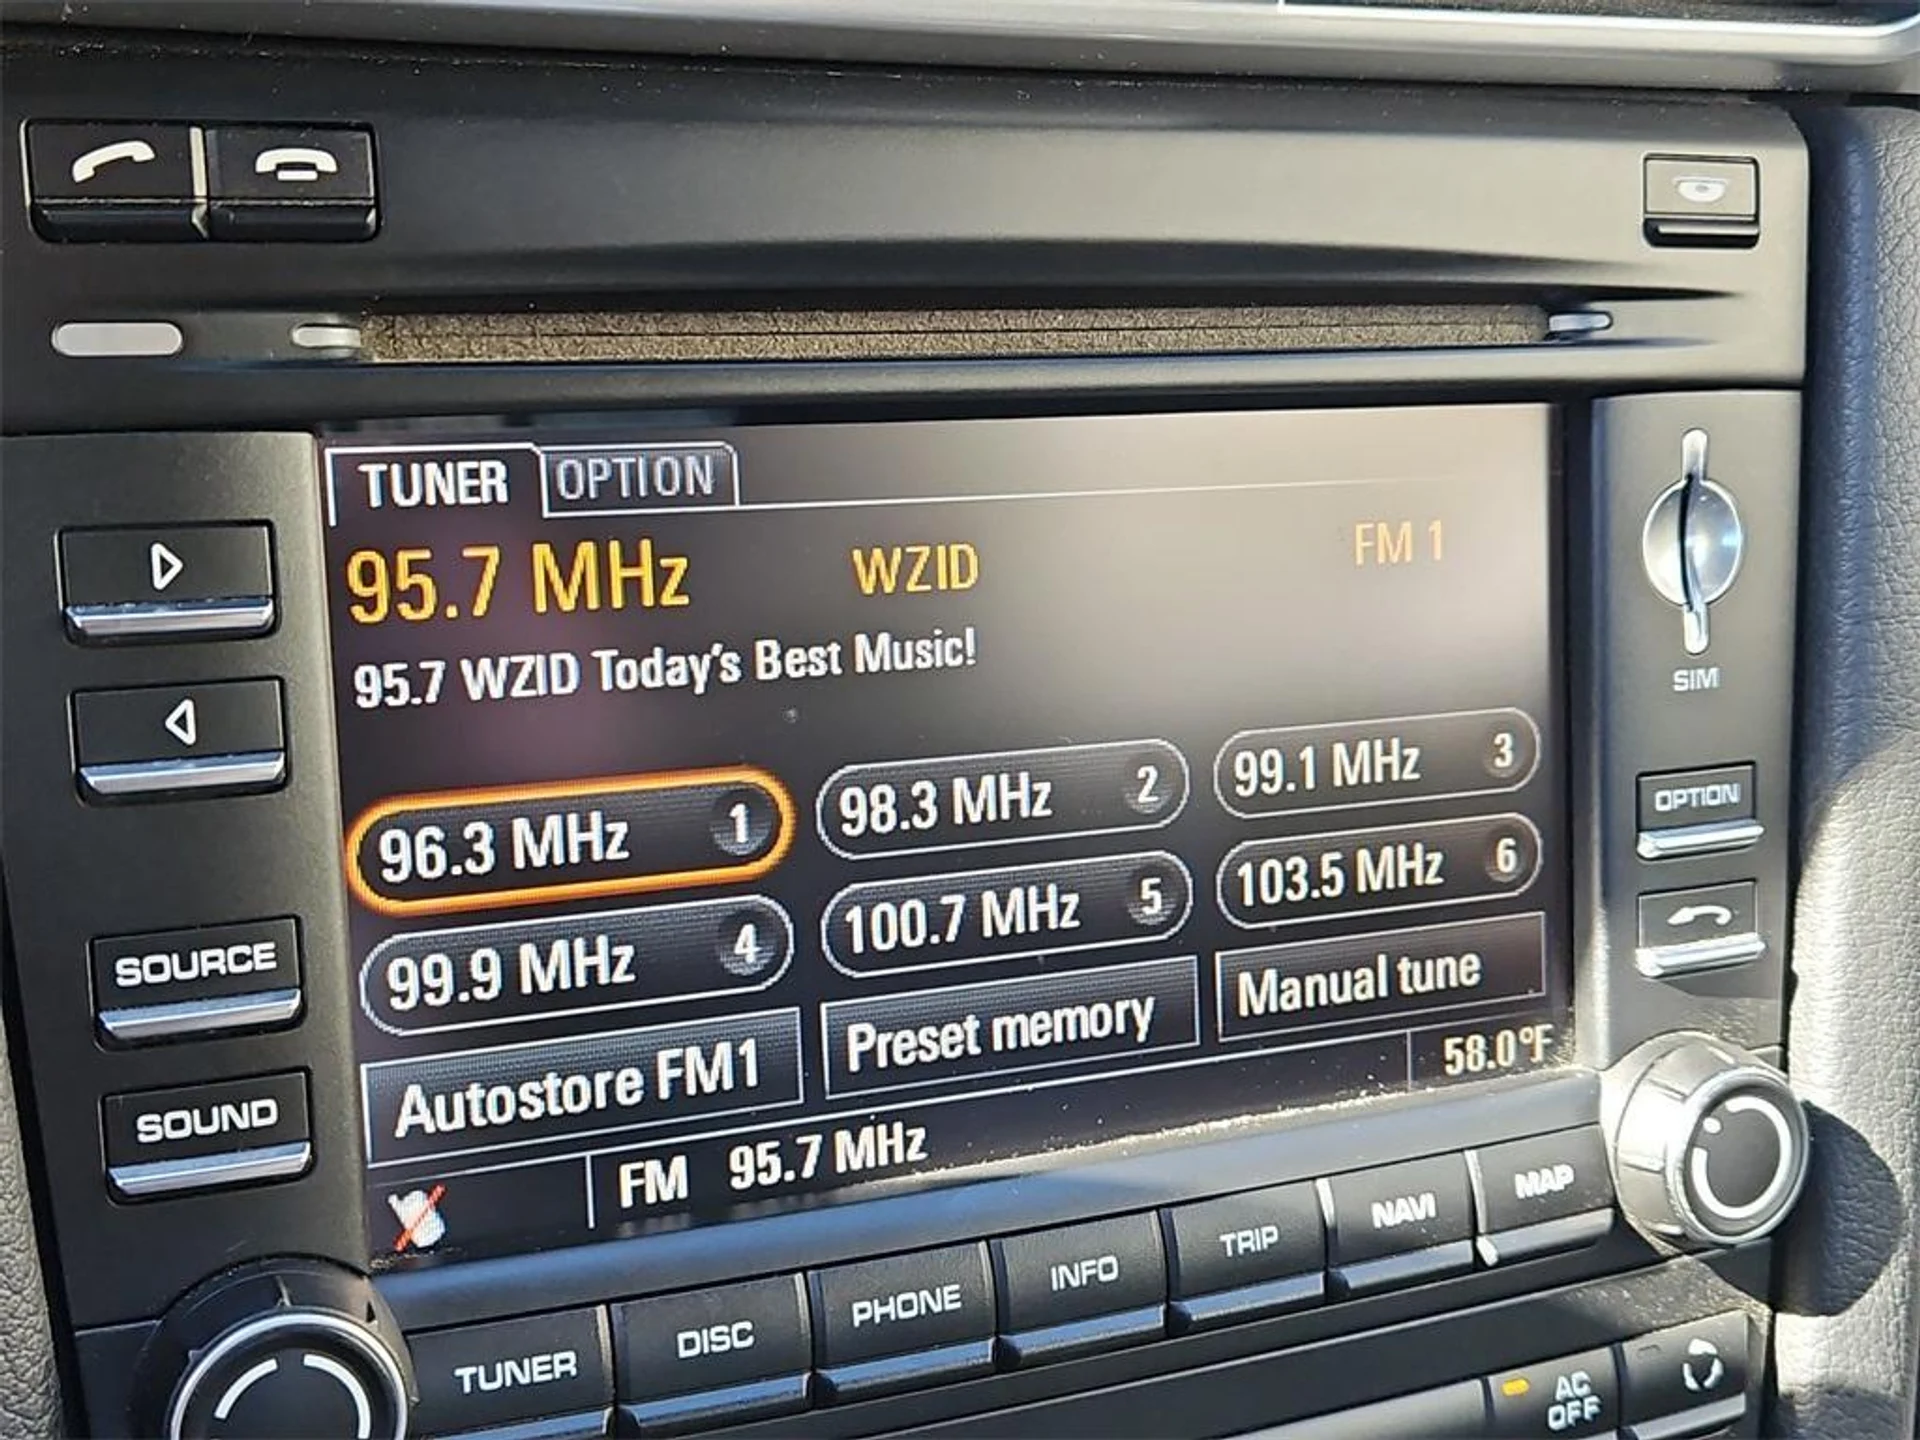 TUNER OPTION
95.7 MHz WZID FM 1
95.7 WZID Today's Best Music!
96.3 MHz 1 98.3 MHz 2 99.1 MHz 3
99.9 MHz 4 100.7 MHz 5 103.5 MHz 6
Autostore FM1 Preset memory Manual tune
FM 95.7 MHz 58.0°F
SOURCE
SOUND
SIM
OPTION
TUNER DISC PHONE INFO TRIP NAVI MAP
AC
OFF